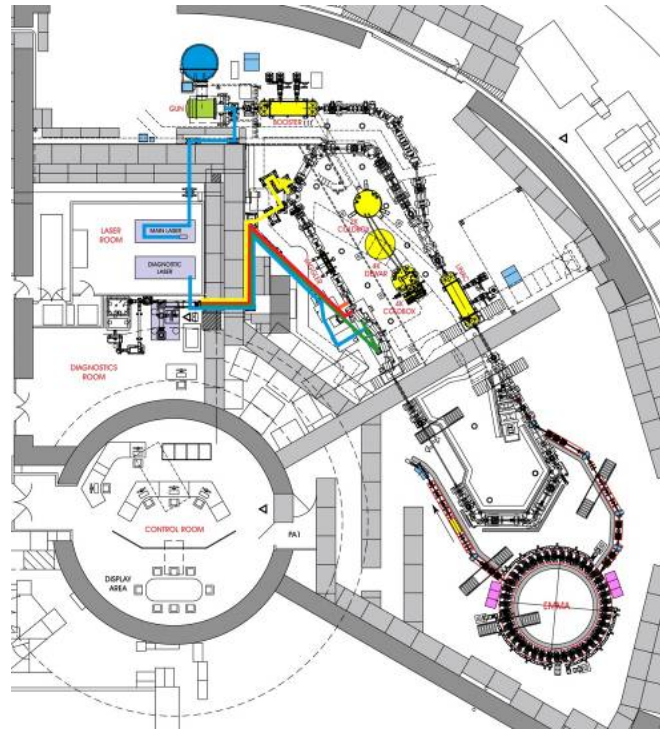 GUN
BOOSTER
LASER
ROOM
MAIN LASER
DIAGNOSTIC
LASER
COLDBOX
DEWAR
COLDBOX
LINAC
DIAGNOSTICS
ROOM
CONTROL ROOM
PA1
DISPLAY
AREA
EMMA